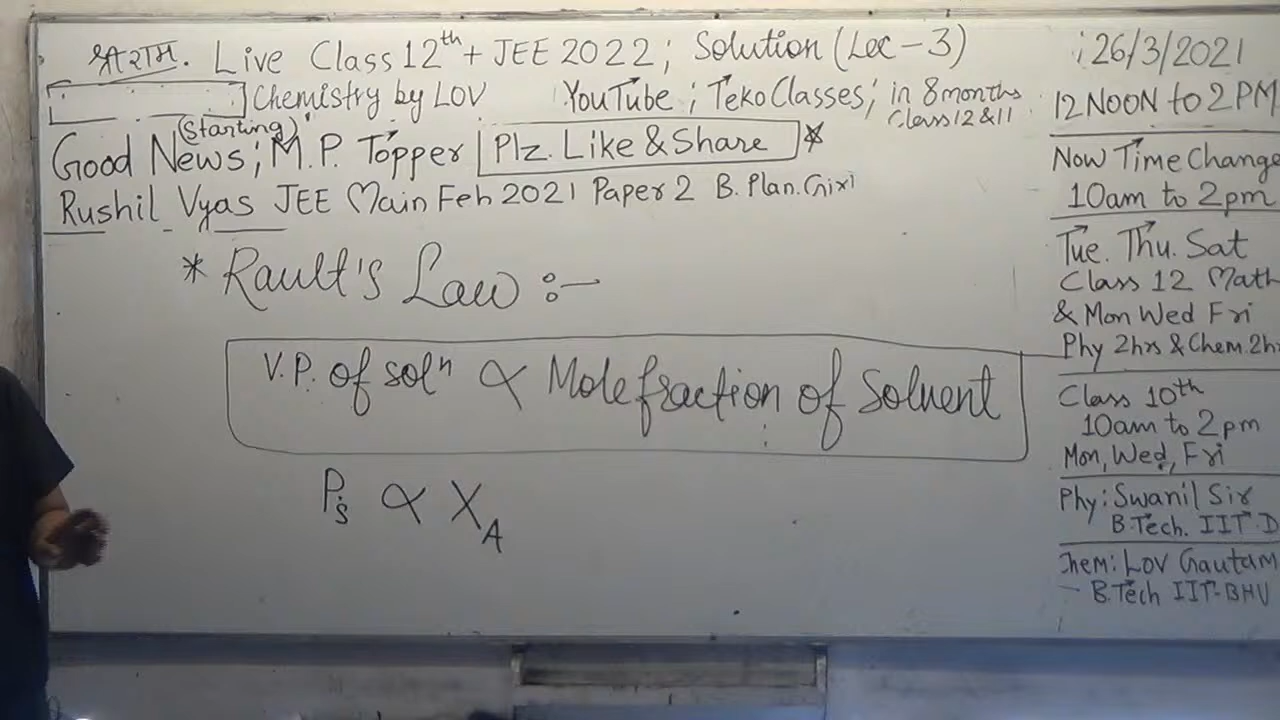 श्री राम. Live Class 12th + JEE 2022 ; Solution (Lec - 3)
Chemistry by LOV YouTube ; TekoClasses ; in 8 months
Class 12 & 11
(Starting)
Good News ; M.P. Topper Plz. Like & Share *
Rushil Vyas JEE Main Feb 2021 Paper 2 B. Plan.
* Rault's Law :-
V.P. of solⁿ ∝ Mole fraction of Solvent
Ps ∝ XA
26/3/2021
12 NOON to 2 PM
Now Time Change
10am to 2pm
Tue. Thu. Sat
Class 12 Math
& Mon Wed Fri
Phy 2hrs & Chem. 2hr
Class 10th
10am to 2pm
Mon, Wed, Fri
Phy : Swanil Sir
B.Tech. IIT-D
Chem : LOV Gautam
B.Tech IIT-BHU